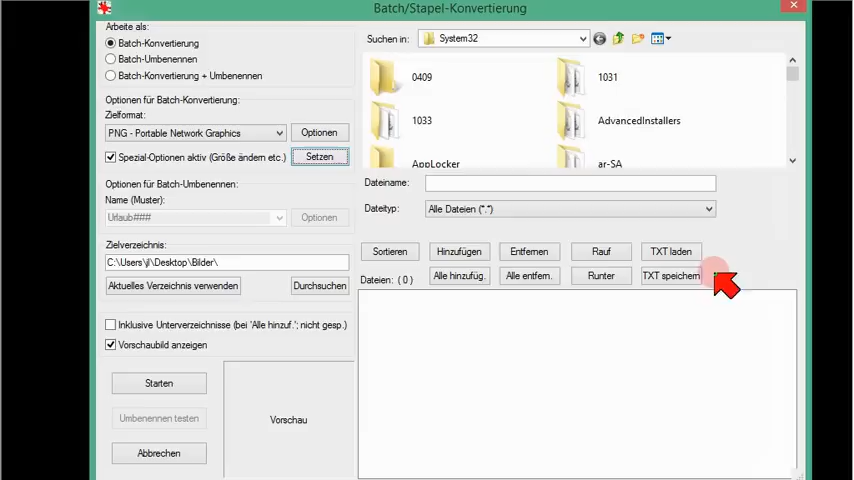 Batch/Stapel-Konvertierung
Arbeite als:
Batch-Konvertierung
Batch-Umbenennen
Batch-Konvertierung + Umbenennen
Optionen für Batch-Konvertierung:
Zielformat:
PNG - Portable Network Graphics
Optionen
Spezial-Optionen aktiv (Größe ändern etc.)
Setzen
Optionen für Batch-Umbenennen:
Name (Muster):
Urlaub###
Optionen
Zielverzeichnis:
C:\Users\jl\Desktop\Bilder\
Aktuelles Verzeichnis verwenden
Durchsuchen
Inklusive Unterverzeichnisse (bei 'Alle hinzuf.'; nicht gesp.)
Vorschaubild anzeigen
Starten
Umbenennen testen
Abbrechen
Vorschau
Suchen in:
System32
0409
1031
1033
AdvancedInstallers
AppLocker
ar-SA
Dateiname:
Dateityp:
Alle Dateien (*.*)
Sortieren
Hinzufügen
Entfernen
Rauf
TXT laden
Dateien: ( 0 )
Alle hinzufüg.
Alle entfern.
Runter
TXT speichern